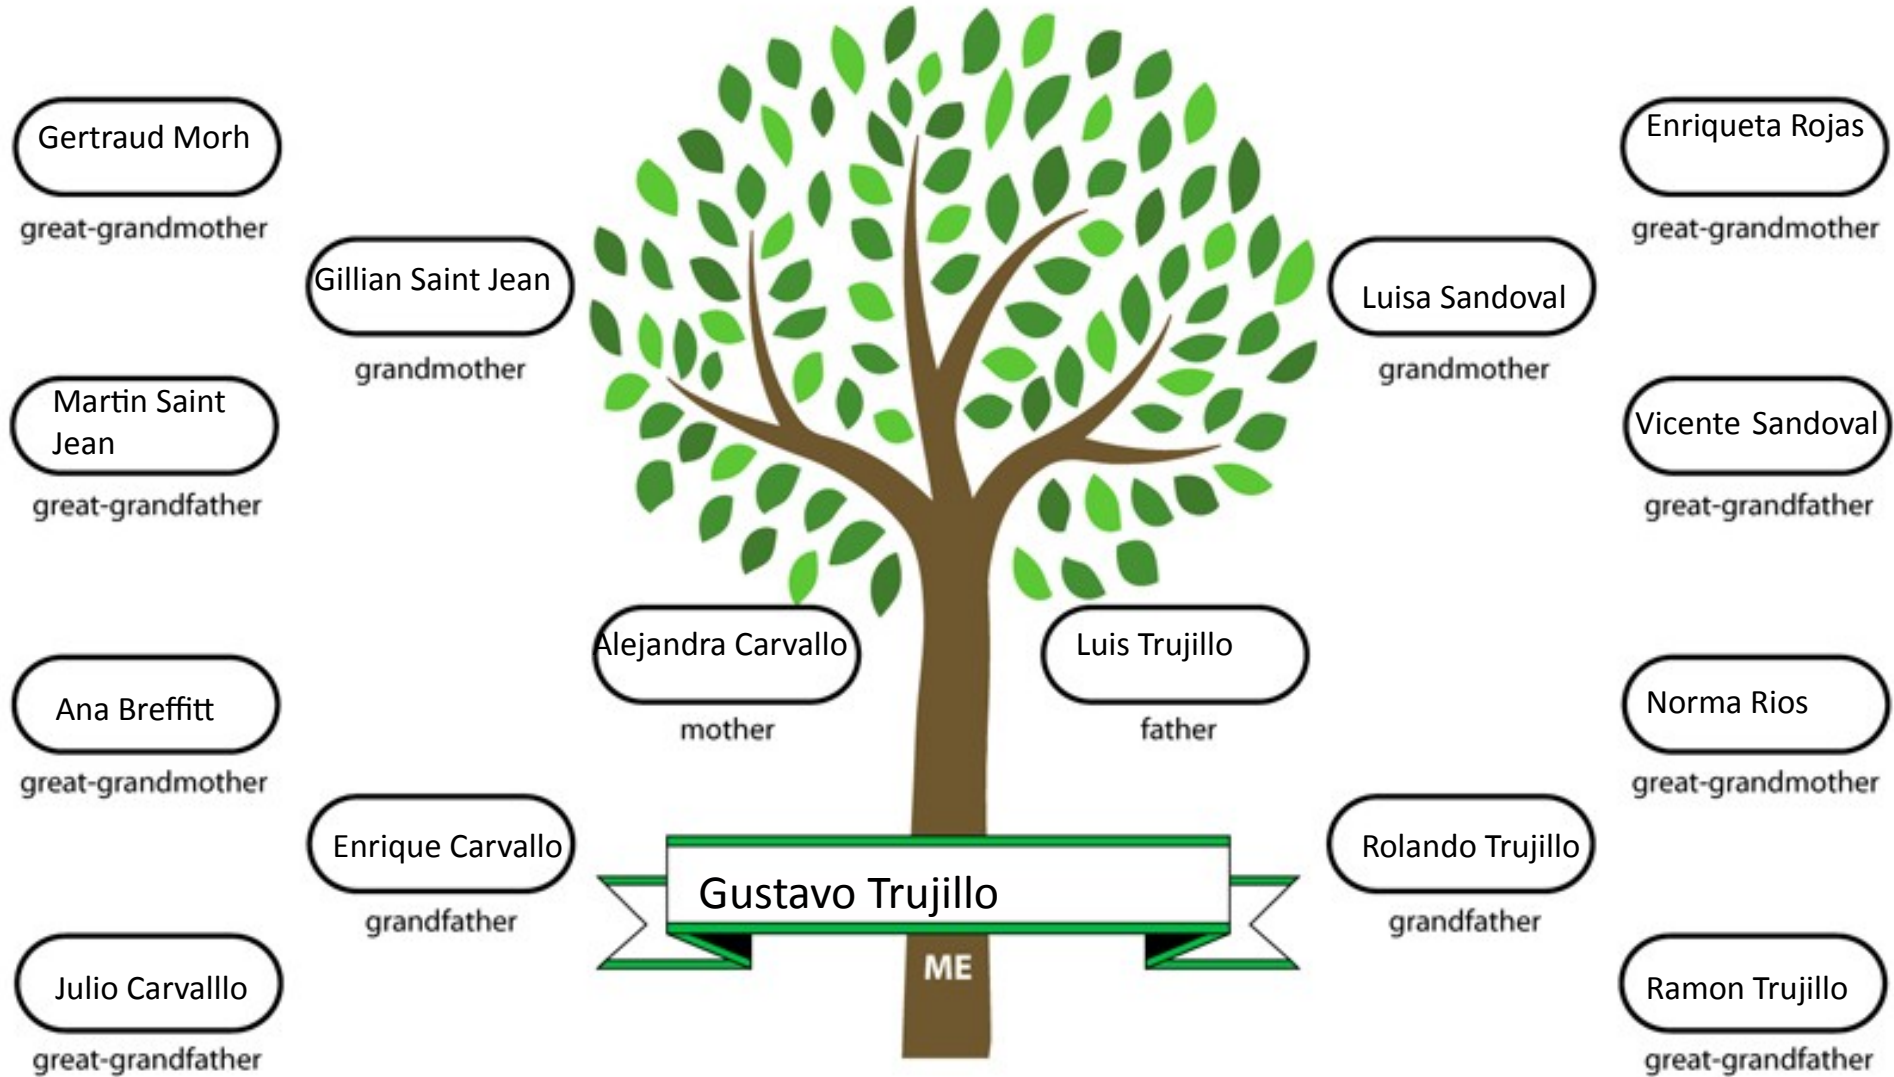 Gertraud Morh
great-grandmother
Gillian Saint Jean
grandmother
Martin Saint
Jean
great-grandfather
Ana Breffitt
great-grandmother
Enrique Carvallo
grandfather
Julio Carvalllo
great-grandfather
Alejandra Carvallo
mother
Luis Trujillo
father
Gustavo Trujillo
ME
Enriqueta Rojas
great-grandmother
Luisa Sandoval
grandmother
Vicente Sandoval
great-grandfather
Norma Rios
great-grandmother
Rolando Trujillo
grandfather
Ramon Trujillo
great-grandfather